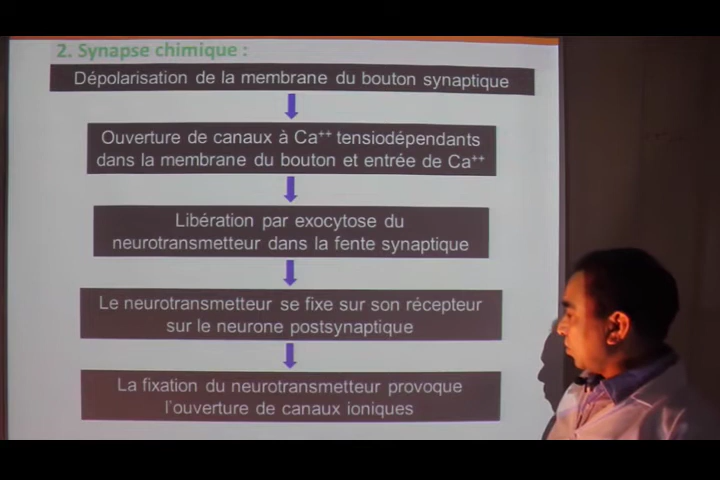 2. Synapse chimique :
Dépolarisation de la membrane du bouton synaptique
Ouverture de canaux à Ca⁺⁺ tensiodépendants
dans la membrane du bouton et entrée de Ca⁺⁺
Libération par exocytose du
neurotransmetteur dans la fente synaptique
Le neurotransmetteur se fixe sur son récepteur
sur le neurone postsynaptique
La fixation du neurotransmetteur provoque
l'ouverture de canaux ioniques